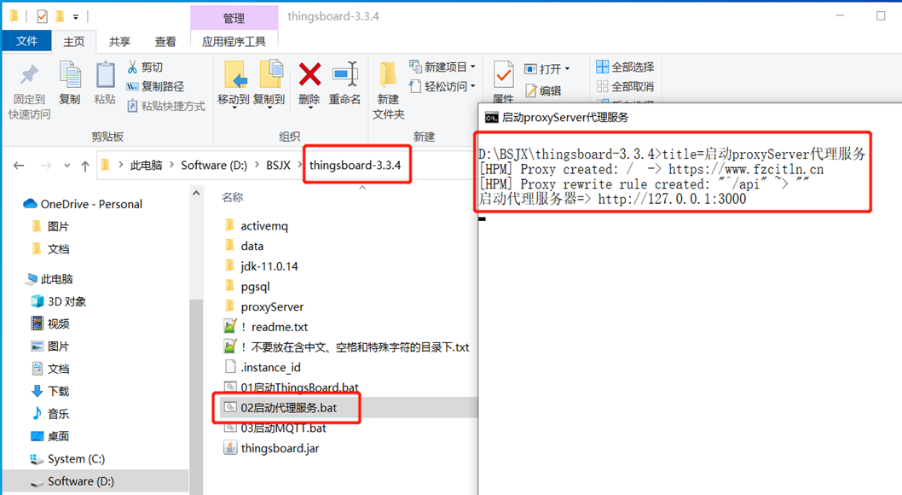 管理
thingsboard-3.3.4
文件
主页
共享
查看
应用程序工具
固定到
快速访问
复制
粘贴
剪切
复制路径
粘贴快捷方式
剪贴板
移动到
复制到
删除
重命名
组织
新建
文件夹
新建项目
轻松访问
新建
属性
打开
编辑
全部选择
全部取消
此电脑
Software (D:)
BSJX
thingsboard-3.3.4
OneDrive - Personal
图片
文档
此电脑
3D 对象
视频
图片
文档
下载
音乐
桌面
System (C:)
Software (D:)
名称
activemq
data
jdk-11.0.14
pgsql
proxyServer
！readme.txt
！不要放在含中文、空格和特殊字符的目录下.txt
.instance_id
01启动ThingsBoard.bat
02启动代理服务.bat
03启动MQTT.bat
thingsboard.jar
启动proxyServer代理服务
D:\BSJX\thingsboard-3.3.4>title=启动proxyServer代理服务
[HPM] Proxy created: /  -> https://www.fzcitln.cn
[HPM] Proxy rewrite rule created: "^/api" ~> ""
启动代理服务器=> http://127.0.0.1:3000